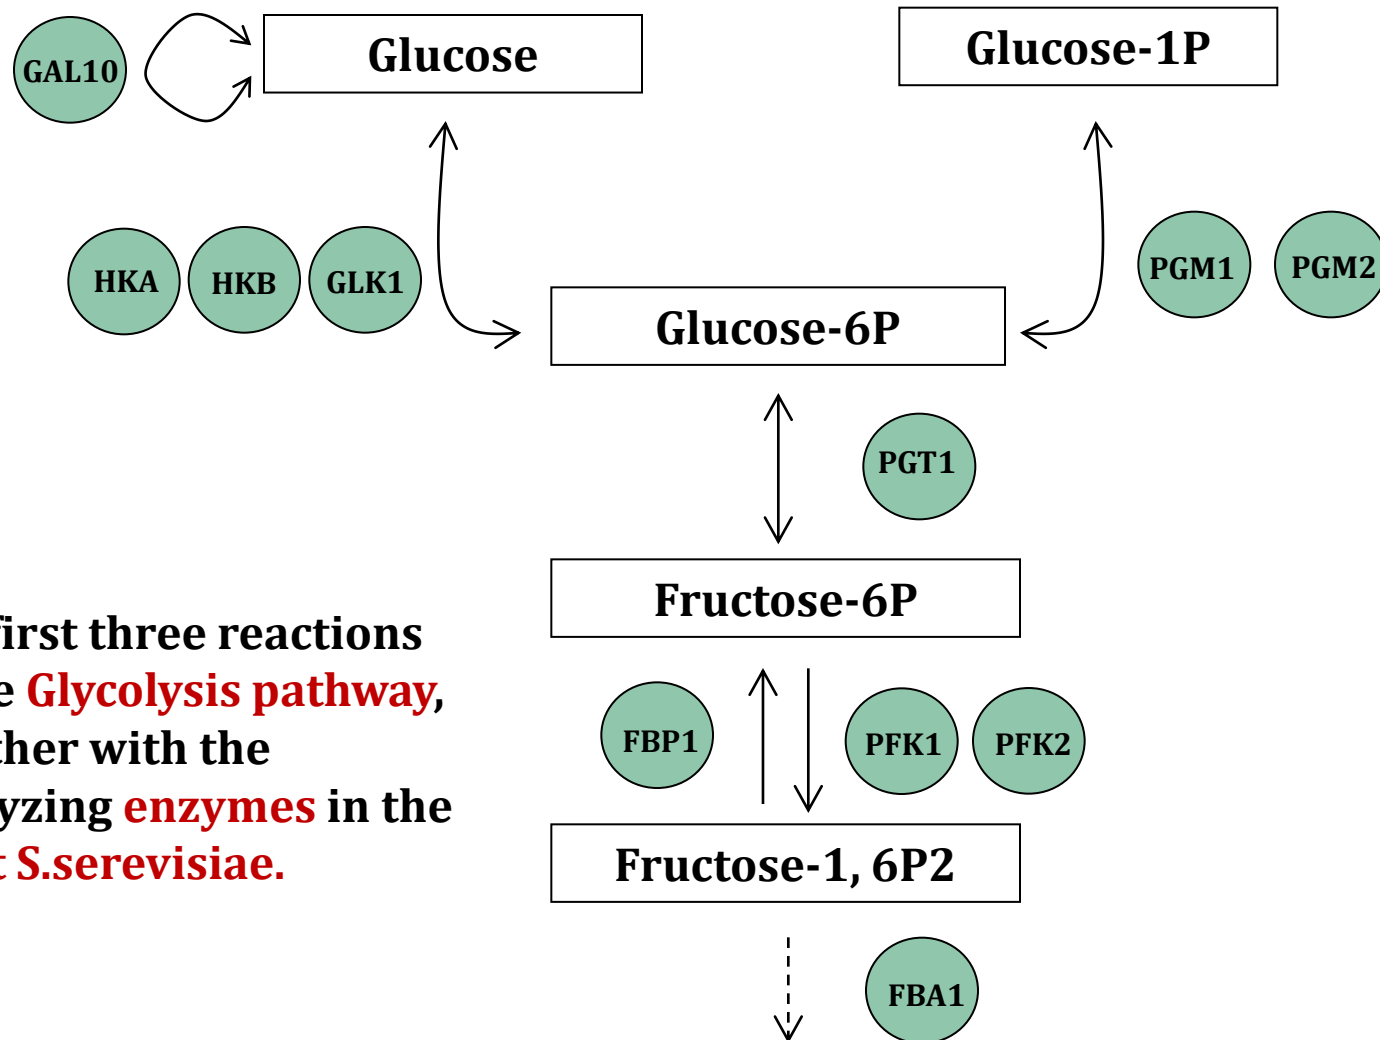 Glucose
Glucose-1P
GAL10
HKA
HKB
GLK1
PGM1
PGM2
Glucose-6P
PGT1
Fructose-6P
first three reactions
e Glycolysis pathway,
ther with the
yzing enzymes in the
t S.serevisiae.
FBP1
PFK1
PFK2
Fructose-1, 6P2
FBA1